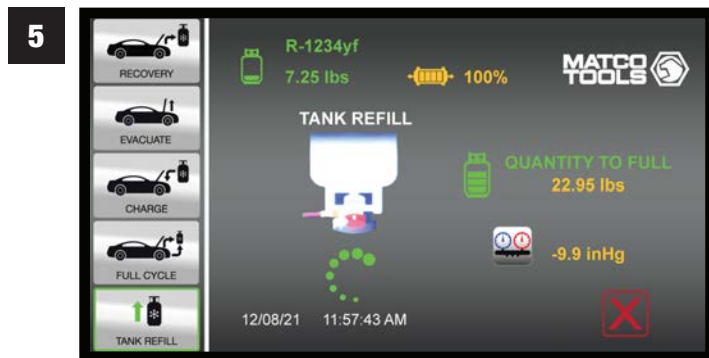 5
RECOVERY
EVACUATE
CHARGE
FULL CYCLE
TANK REFILL
R-1234yf
7.25 lbs
100%
MATCO
TOOLS
TANK REFILL
QUANTITY TO FULL
22.95 lbs
-9.9 inHg
12/08/21 11:57:43 AM